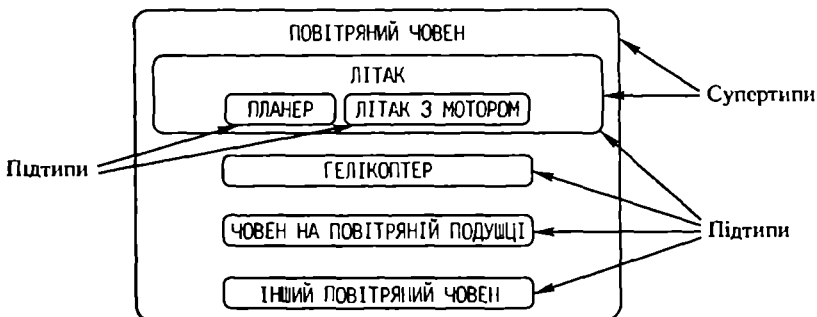 ПОВІТРЯНИЙ ЧОВЕН
ЛІТАК
ПЛАНЕР
ЛІТАК З МОТОРОМ
Супертипи
Підтипи
ГЕЛІКОПТЕР
ЧОВЕН НА ПОВІТРЯНІЙ ПОДУШЦІ
Підтипи
ІНШИЙ ПОВІТРЯНИЙ ЧОВЕН